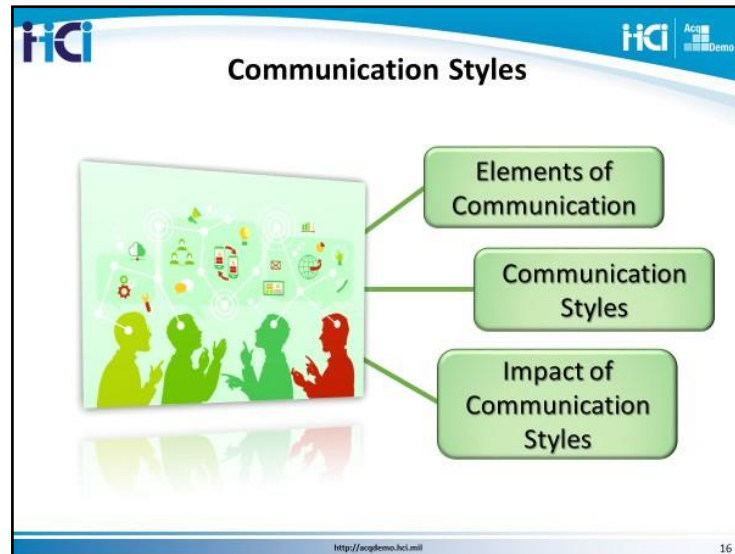 HCi
HCi
Acq
Demo
Communication Styles
Elements of
Communication
Communication
Styles
Impact of
Communication
Styles
http://acqdemo.hci.mil
16